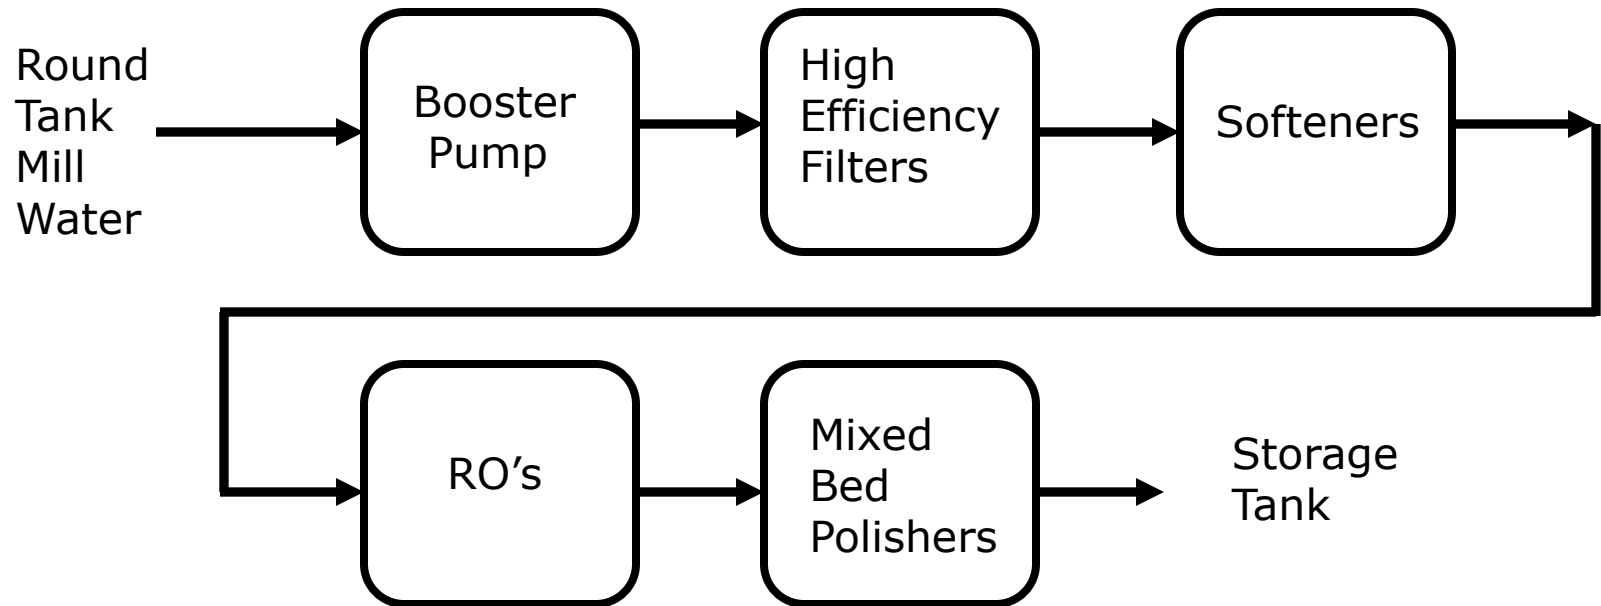 Round
Tank
Mill
Water
Booster
Pump
High
Efficiency
Filters
Softeners
RO’s
Mixed
Bed
Polishers
Storage
Tank